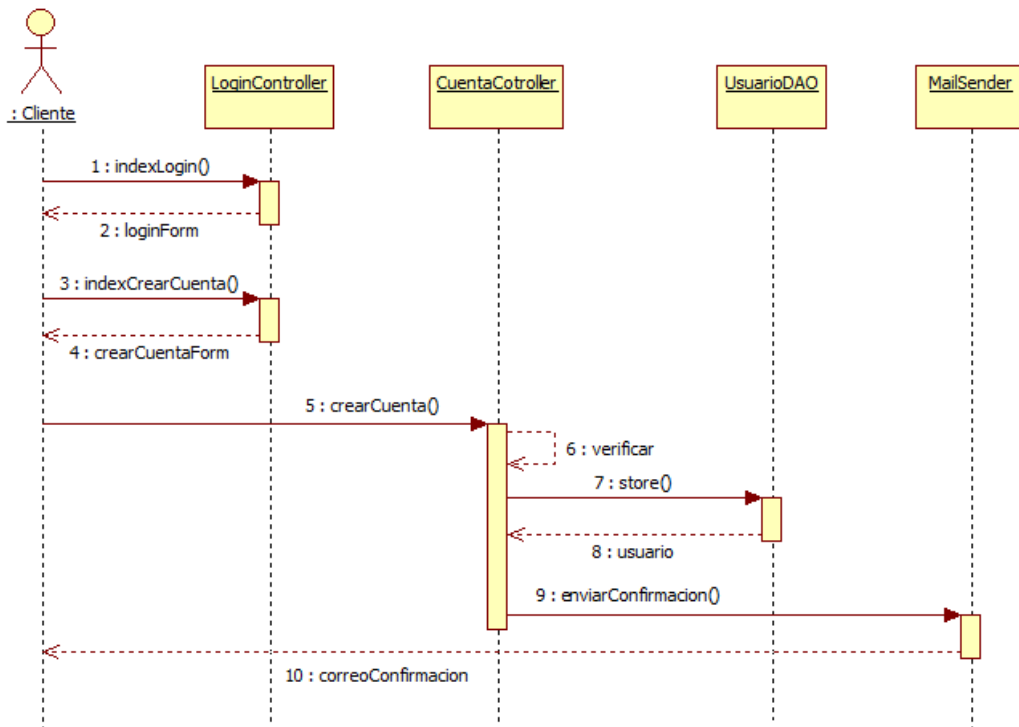 : Cliente
LoginController
CuentaCotroller
UsuarioDAO
MailSender
1 : indexLogin()
2 : loginForm
3 : indexCrearCuenta()
4 : crearCuentaForm
5 : crearCuenta()
6 : verificar
7 : store()
8 : usuario
9 : enviarConfirmacion()
10 : correoConfirmacion